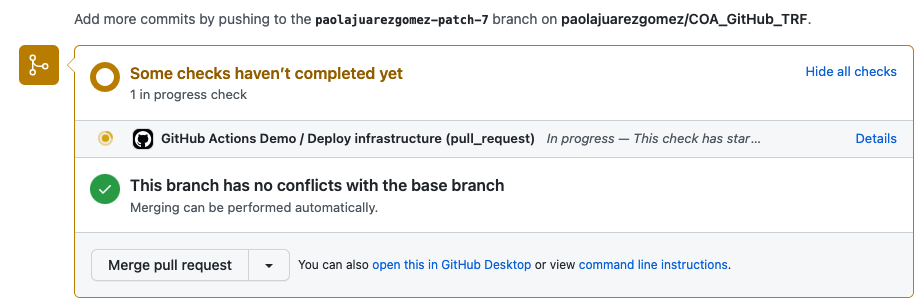 Add more commits by pushing to the paolajuarezgomez-patch-7 branch on paolajuarezgomez/COA_GitHub_TRF.
Some checks haven’t completed yet
Hide all checks
1 in progress check
GitHub Actions Demo / Deploy infrastructure (pull_request) In progress — This check has star…
Details
This branch has no conflicts with the base branch
Merging can be performed automatically.
Merge pull request
You can also open this in GitHub Desktop or view command line instructions.